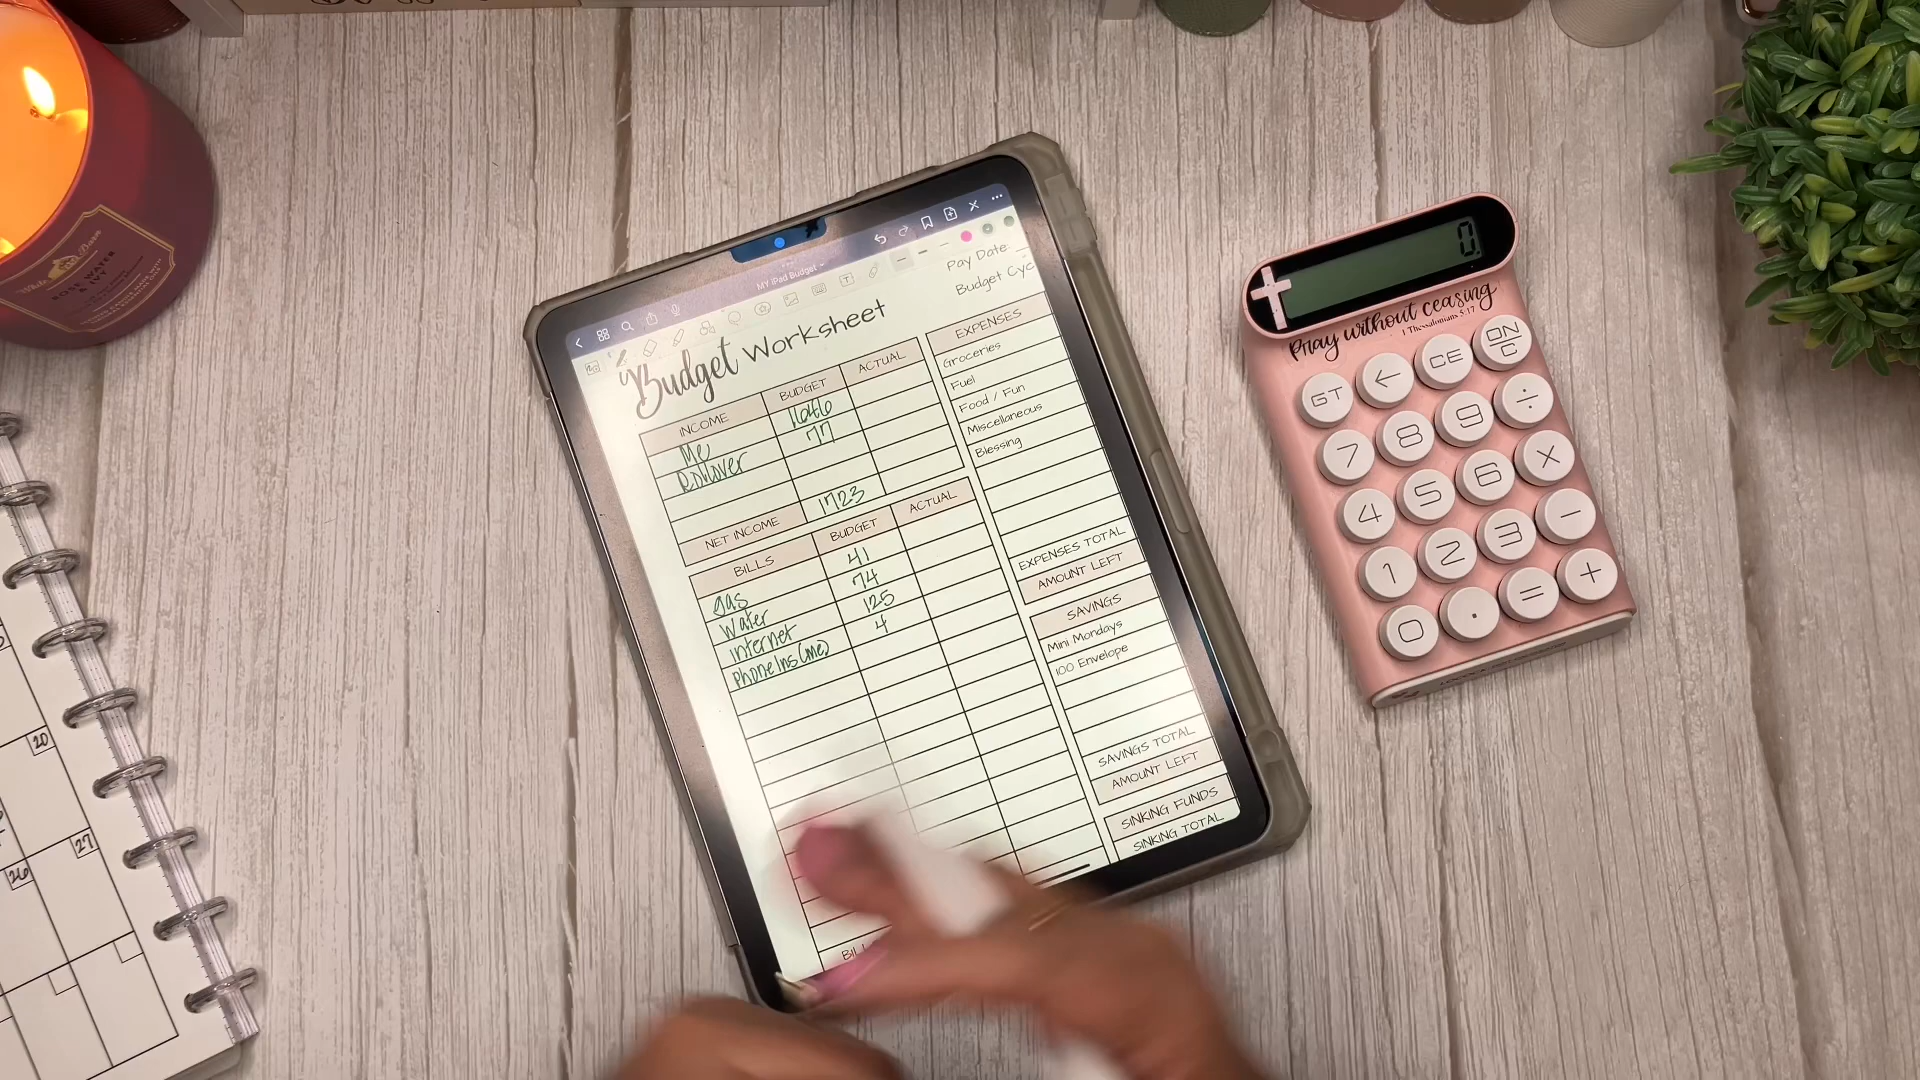 MY iPad Budget
Pay Date
Budget Cyc
Budget Worksheet
INCOME BUDGET ACTUAL
Me 1646
Rollover 77
NET INCOME 1723
BILLS BUDGET ACTUAL
gas 41
Water 74
internet 125
phone Ins (me) 4
BILL
EXPENSES
Groceries
Fuel
Food / Fun
Miscellaneous
Blessing
EXPENSES TOTAL
AMOUNT LEFT
SAVINGS
Mini Mondays
100 Envelope
SAVINGS TOTAL
AMOUNT LEFT
SINKING FUNDS
SINKING TOTAL
0
Pray without ceasing
1 Thessalonians 5:17
GT ← CE ON/C
7 8 9 ÷
4 5 6 ×
1 2 3 −
0 . = +
White Barn
ROSE WATER
& IVY
20
27
26